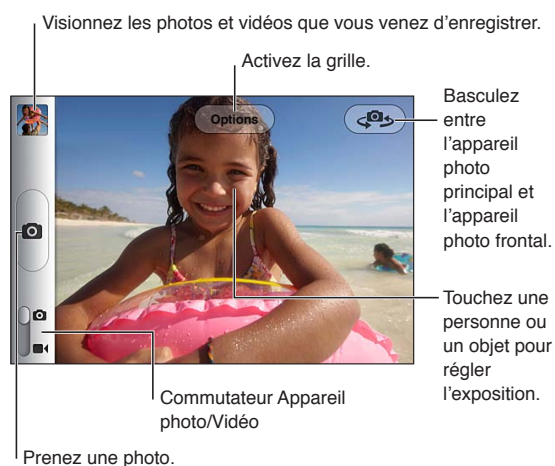 Visionnez les photos et vidéos que vous venez d'enregistrer.
Activez la grille.
Options
Basculez
entre
l'appareil
photo
principal et
l'appareil
photo frontal.
Touchez une
personne ou
un objet pour
régler
l'exposition.
Commutateur Appareil
photo/Vidéo
Prenez une photo.